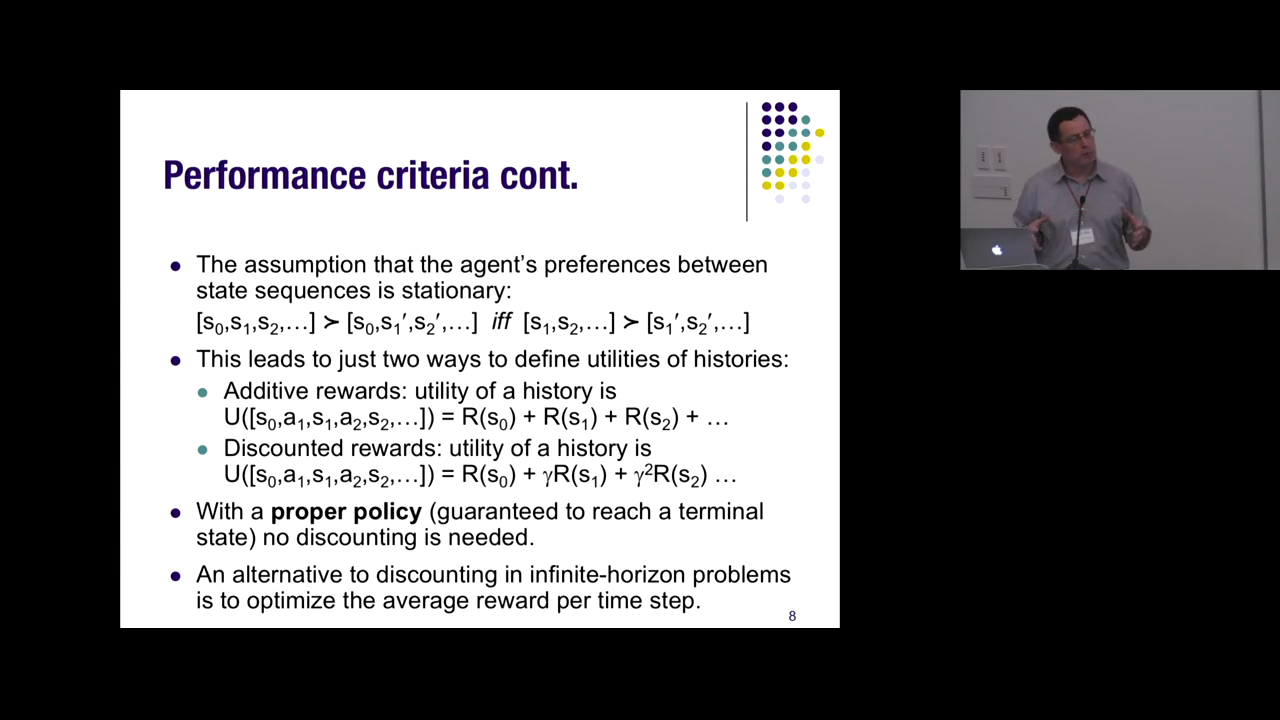 Performance criteria cont.
● The assumption that the agent’s preferences between
state sequences is stationary:
[s₀,s₁,s₂,…] ≻ [s₀,s₁′,s₂′,…] iff [s₁,s₂,…] ≻ [s₁′,s₂′,…]
● This leads to just two ways to define utilities of histories:
● Additive rewards: utility of a history is
U([s₀,a₁,s₁,a₂,s₂,…]) = R(s₀) + R(s₁) + R(s₂) + …
● Discounted rewards: utility of a history is
U([s₀,a₁,s₁,a₂,s₂,…]) = R(s₀) + γR(s₁) + γ²R(s₂) …
● With a proper policy (guaranteed to reach a terminal
state) no discounting is needed.
● An alternative to discounting in infinite-horizon problems
is to optimize the average reward per time step.
8